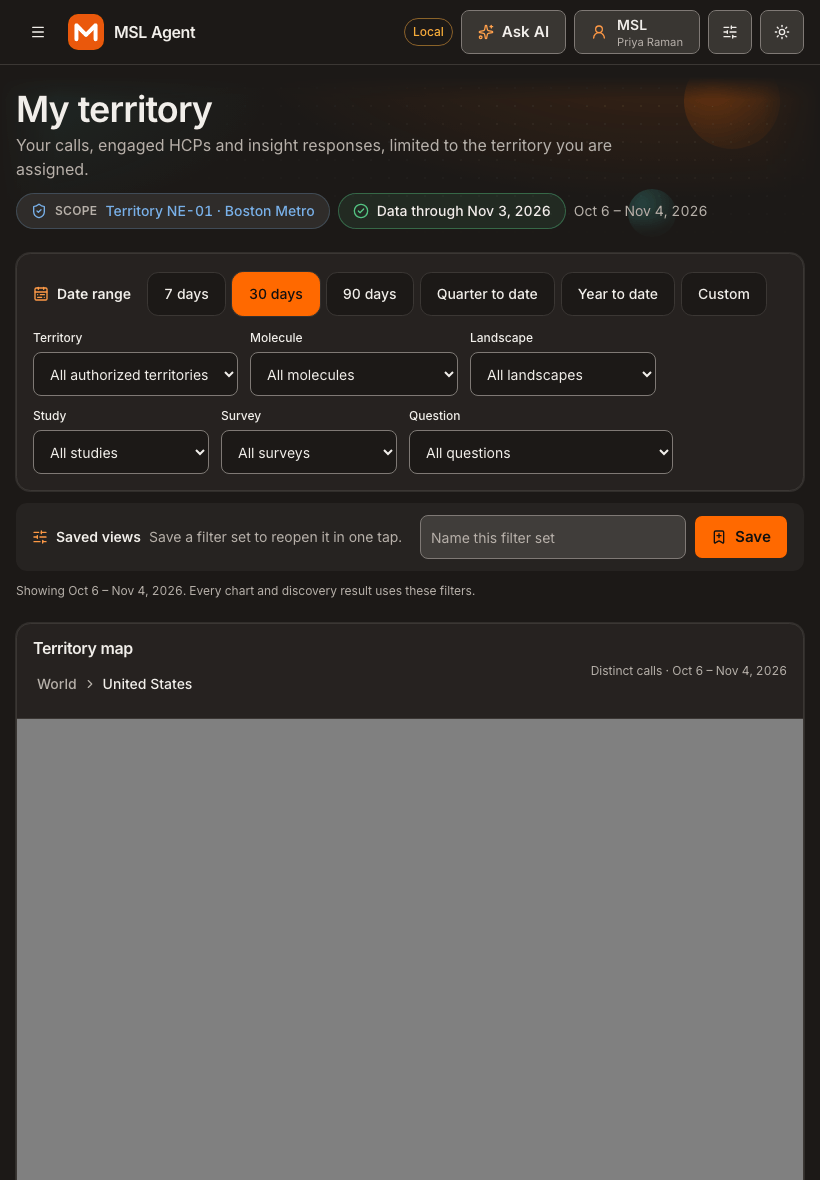 MSL Agent
Local
Ask AI
MSL
Priya Raman
My territory
Your calls, engaged HCPs and insight responses, limited to the territory you are
assigned.
SCOPE Territory NE-01 · Boston Metro
Data through Nov 3, 2026
Oct 6 – Nov 4, 2026
Date range
7 days
30 days
90 days
Quarter to date
Year to date
Custom
Territory
Molecule
Landscape
All authorized territories
All molecules
All landscapes
Study
Survey
Question
All studies
All surveys
All questions
Saved views Save a filter set to reopen it in one tap.
Name this filter set
Save
Showing Oct 6 – Nov 4, 2026. Every chart and discovery result uses these filters.
Territory map
Distinct calls · Oct 6 – Nov 4, 2026
World > United States